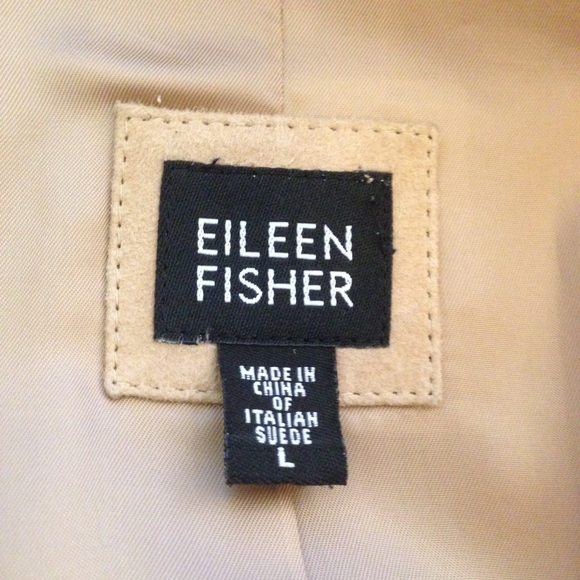 EILEEN
FISHER
MADE IN
CHINA
OF
ITALIAN
SUEDE
L